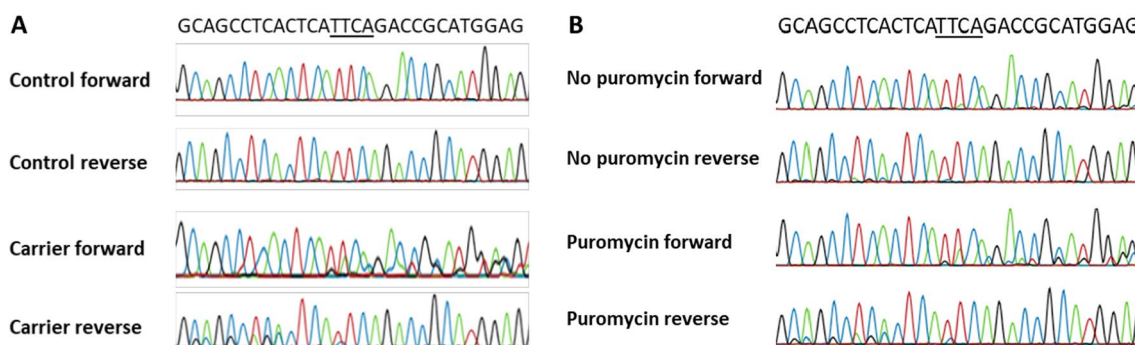 A
GCAGCCTCACTCATTCAGACCGCATGGAG
Control forward
Control reverse
Carrier forward
Carrier reverse
B
GCAGCCTCACTCATTCAGACCGCATGGAG
No puromycin forward
No puromycin reverse
Puromycin forward
Puromycin reverse